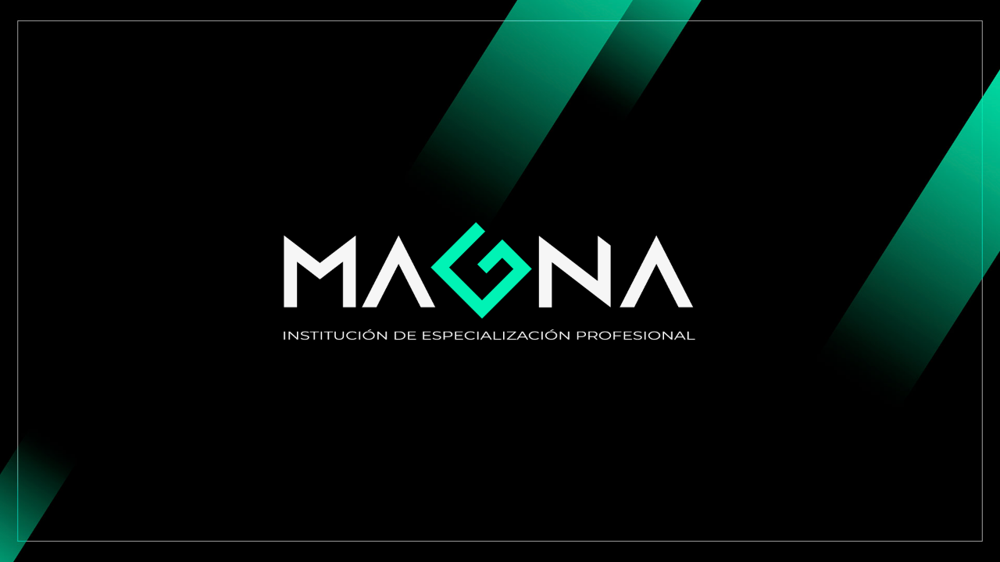 MAGNA
INSTITUCIÓN DE ESPECIALIZACIÓN PROFESIONAL